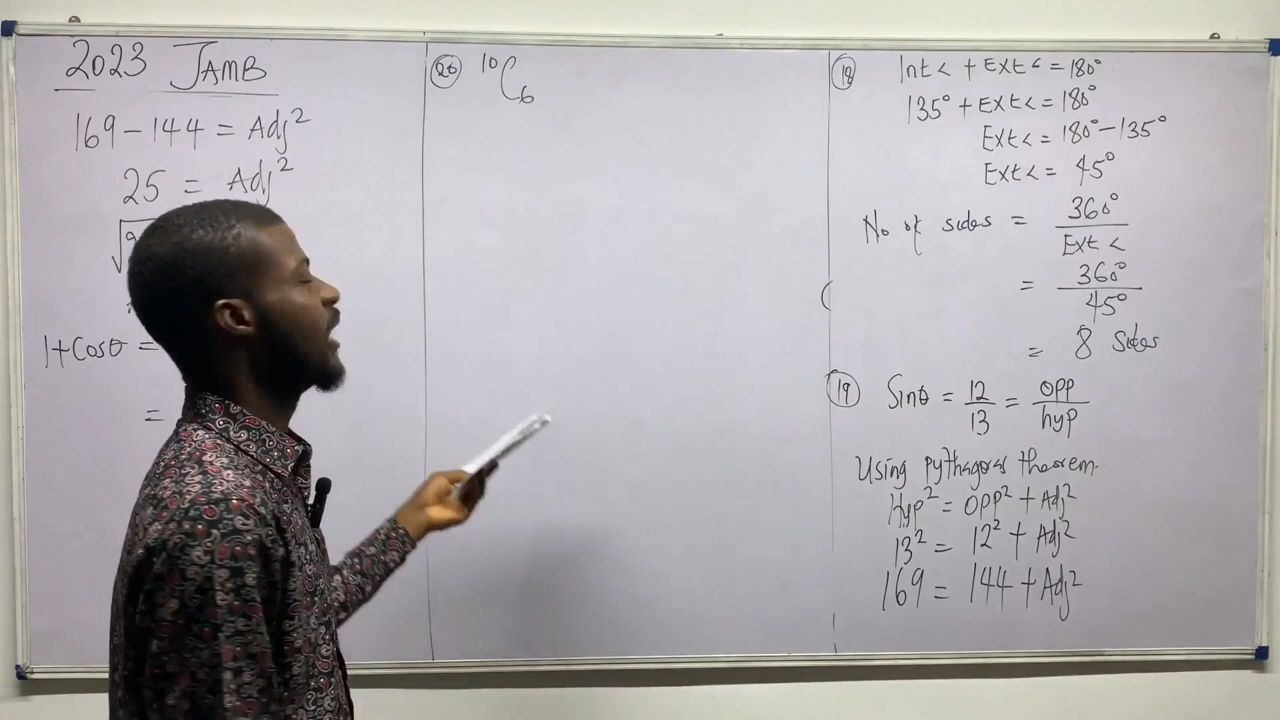 2023 JAMB
169 - 144 = Adj²
25 = Adj²
1+Cosθ =
=
20 ¹⁰C₆
18 Int< + Ext< = 180°
135° + Ext< = 180°
Ext< = 180° - 135°
Ext< = 45°
No of sides = 360°/Ext<
= 360°/45°
= 8 Sides
19 Sinθ = 12/13 = opp/hyp
Using Pythagoras theorem.
Hyp² = Opp² + Adj²
13² = 12² + Adj²
169 = 144 + Adj²